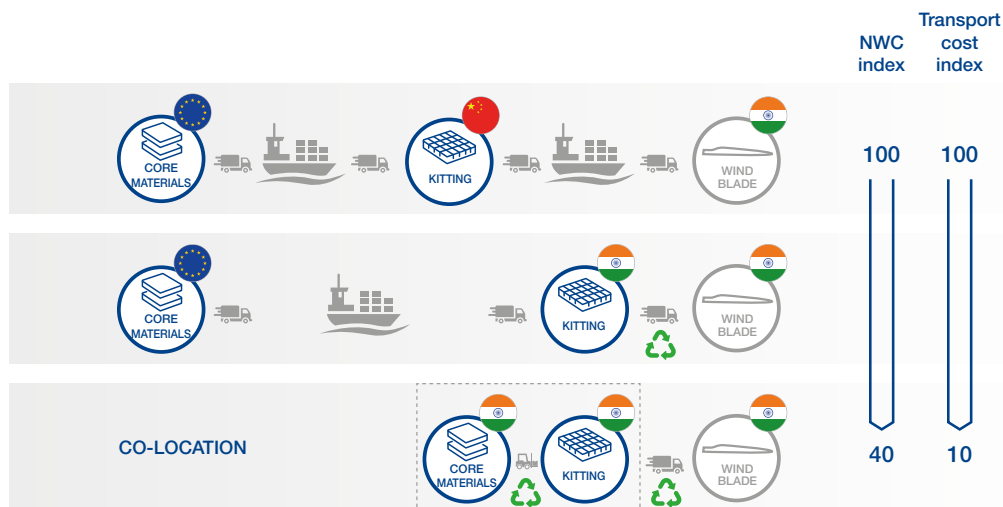 NWC
index
Transport
cost
index
CORE
MATERIALS
KITTING
WIND
BLADE
100
100
CORE
MATERIALS
KITTING
WIND
BLADE
CO-LOCATION
CORE
MATERIALS
KITTING
WIND
BLADE
40
10